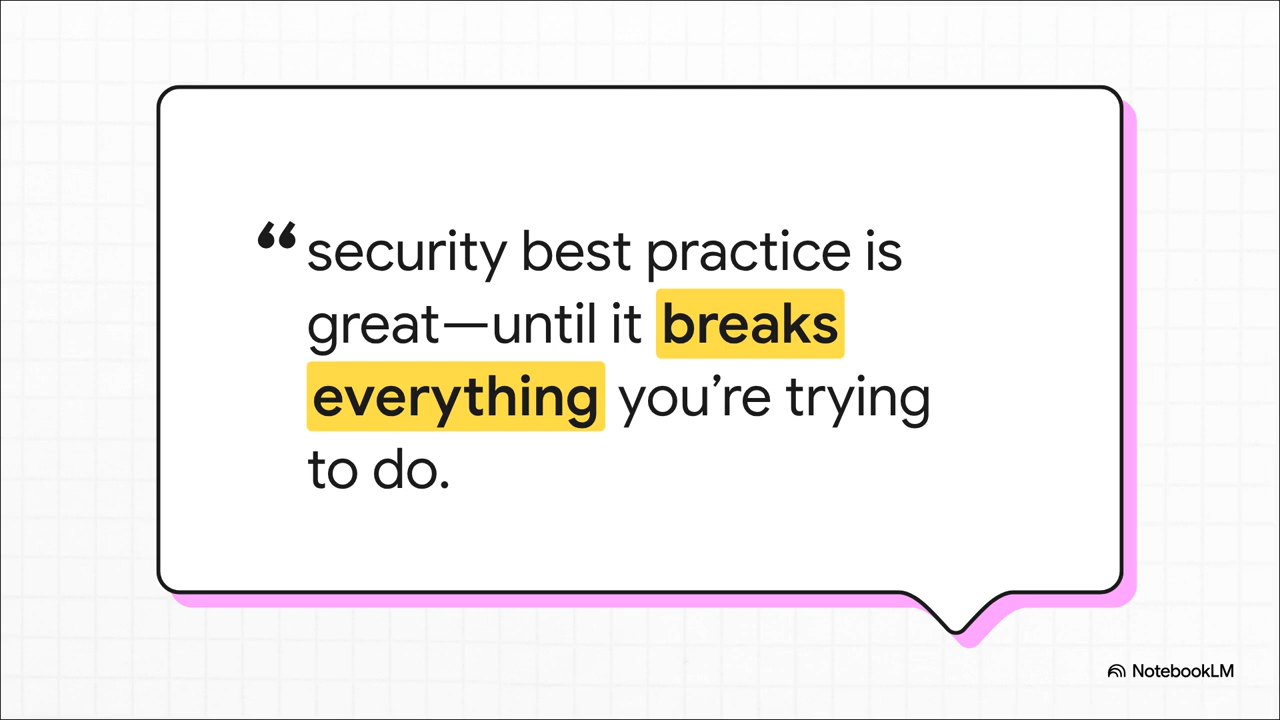 “security best practice is
great—until it breaks
everything you’re trying
to do.
NotebookLM